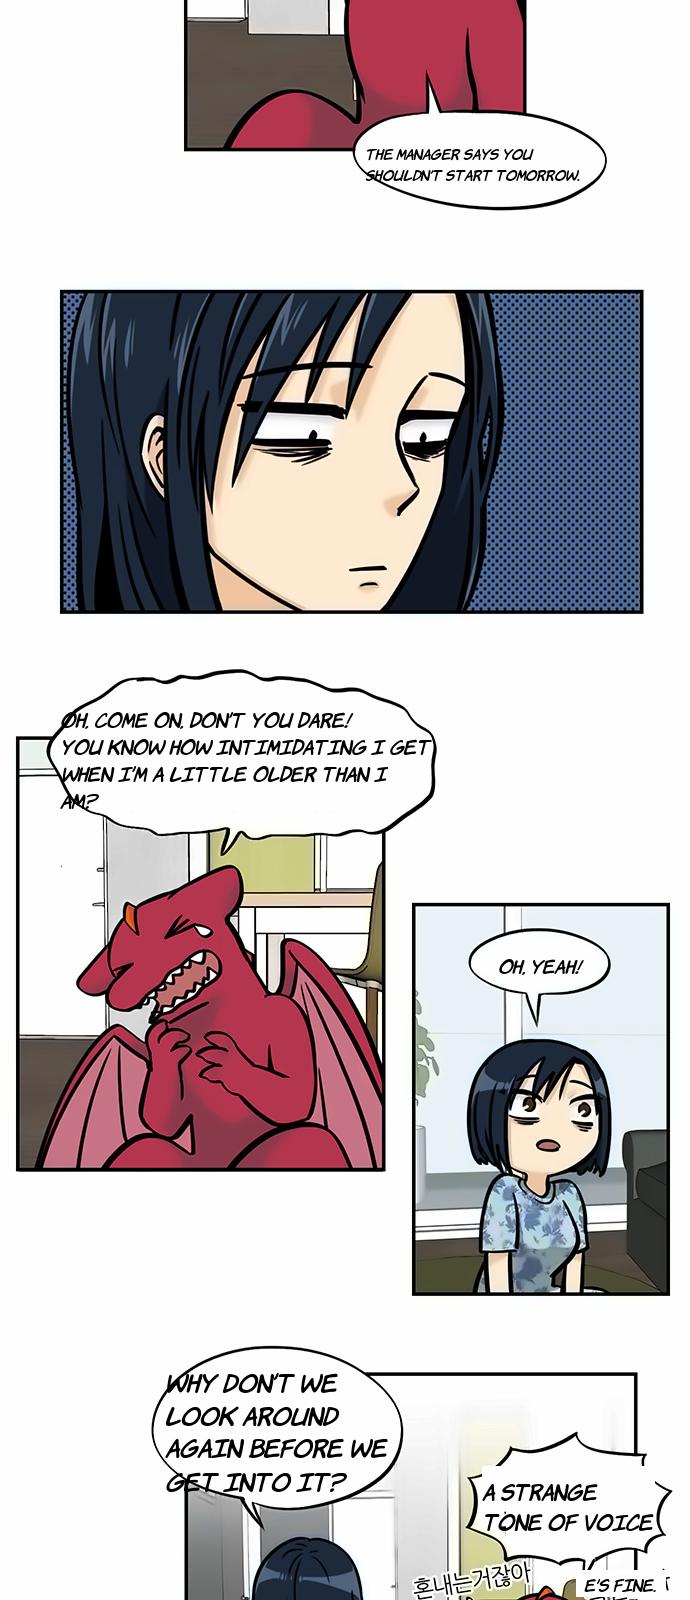 THE MANAGER SAYS YOU
SHOULDN'T START TOMORROW.
OH, COME ON, DON'T YOU DARE!
YOU KNOW HOW INTIMIDATING I GET
WHEN I'M A LITTLE OLDER THAN I
AM?
OH, YEAH!
WHY DON'T WE
LOOK AROUND
AGAIN BEFORE WE
GET INTO IT?
A STRANGE
TONE OF VOICE
혼내는거잖아
E'S FINE.